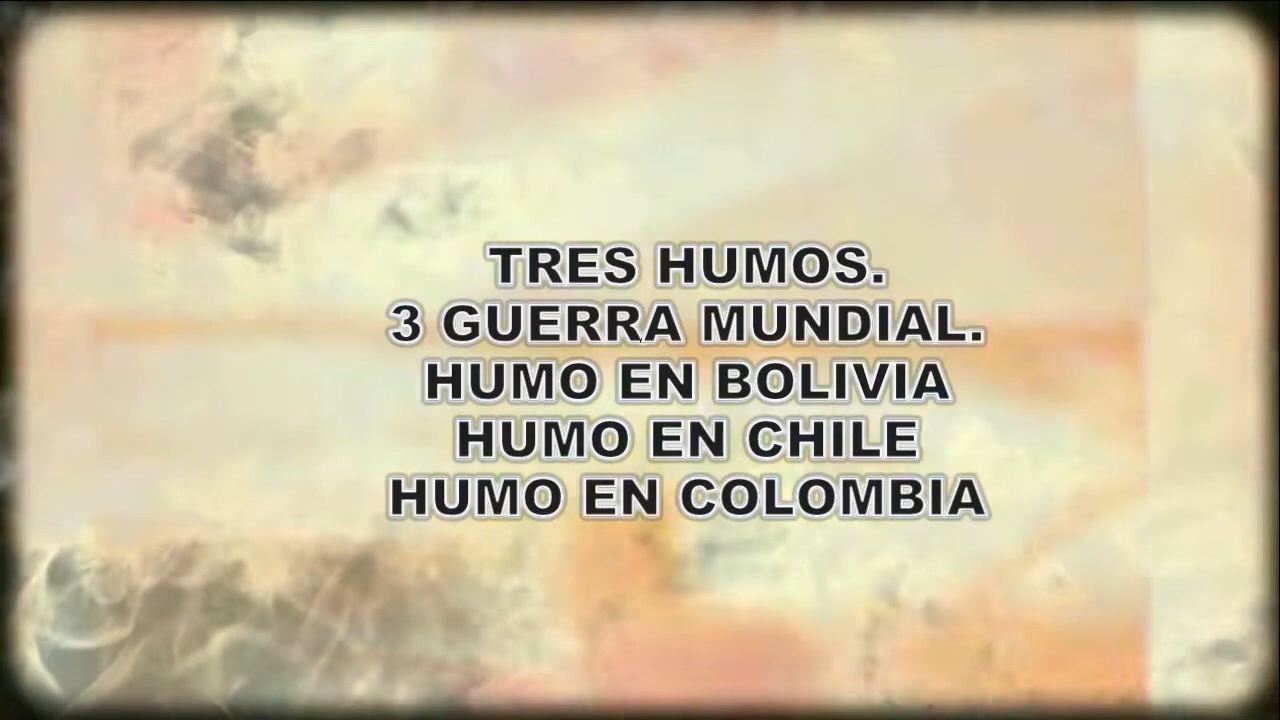 TRES HUMOS.
3 GUERRA MUNDIAL.
HUMO EN BOLIVIA
HUMO EN CHILE
HUMO EN COLOMBIA